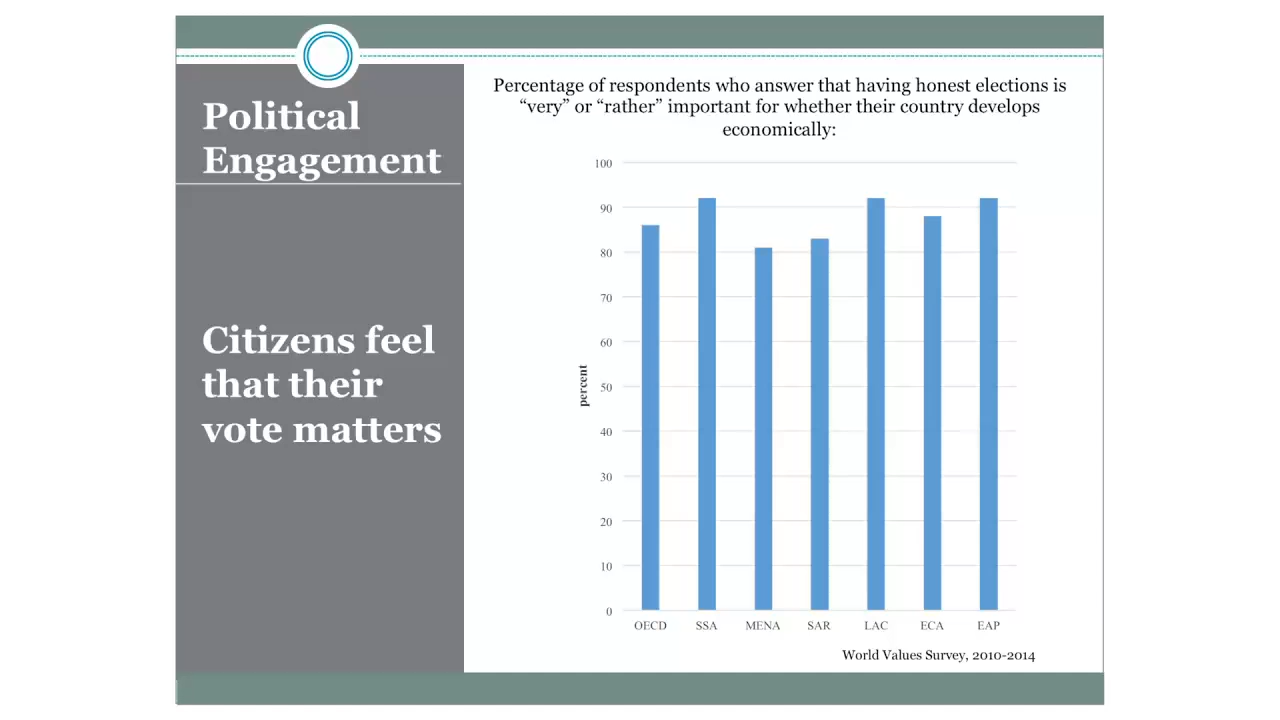 Political
Engagement
Citizens feel
that their
vote matters
Percentage of respondents who answer that having honest elections is
“very” or “rather” important for whether their country develops
economically:
100
90
80
70
60
50
40
30
20
10
0
percent
OECD SSA MENA SAR LAC ECA EAP
World Values Survey, 2010-2014